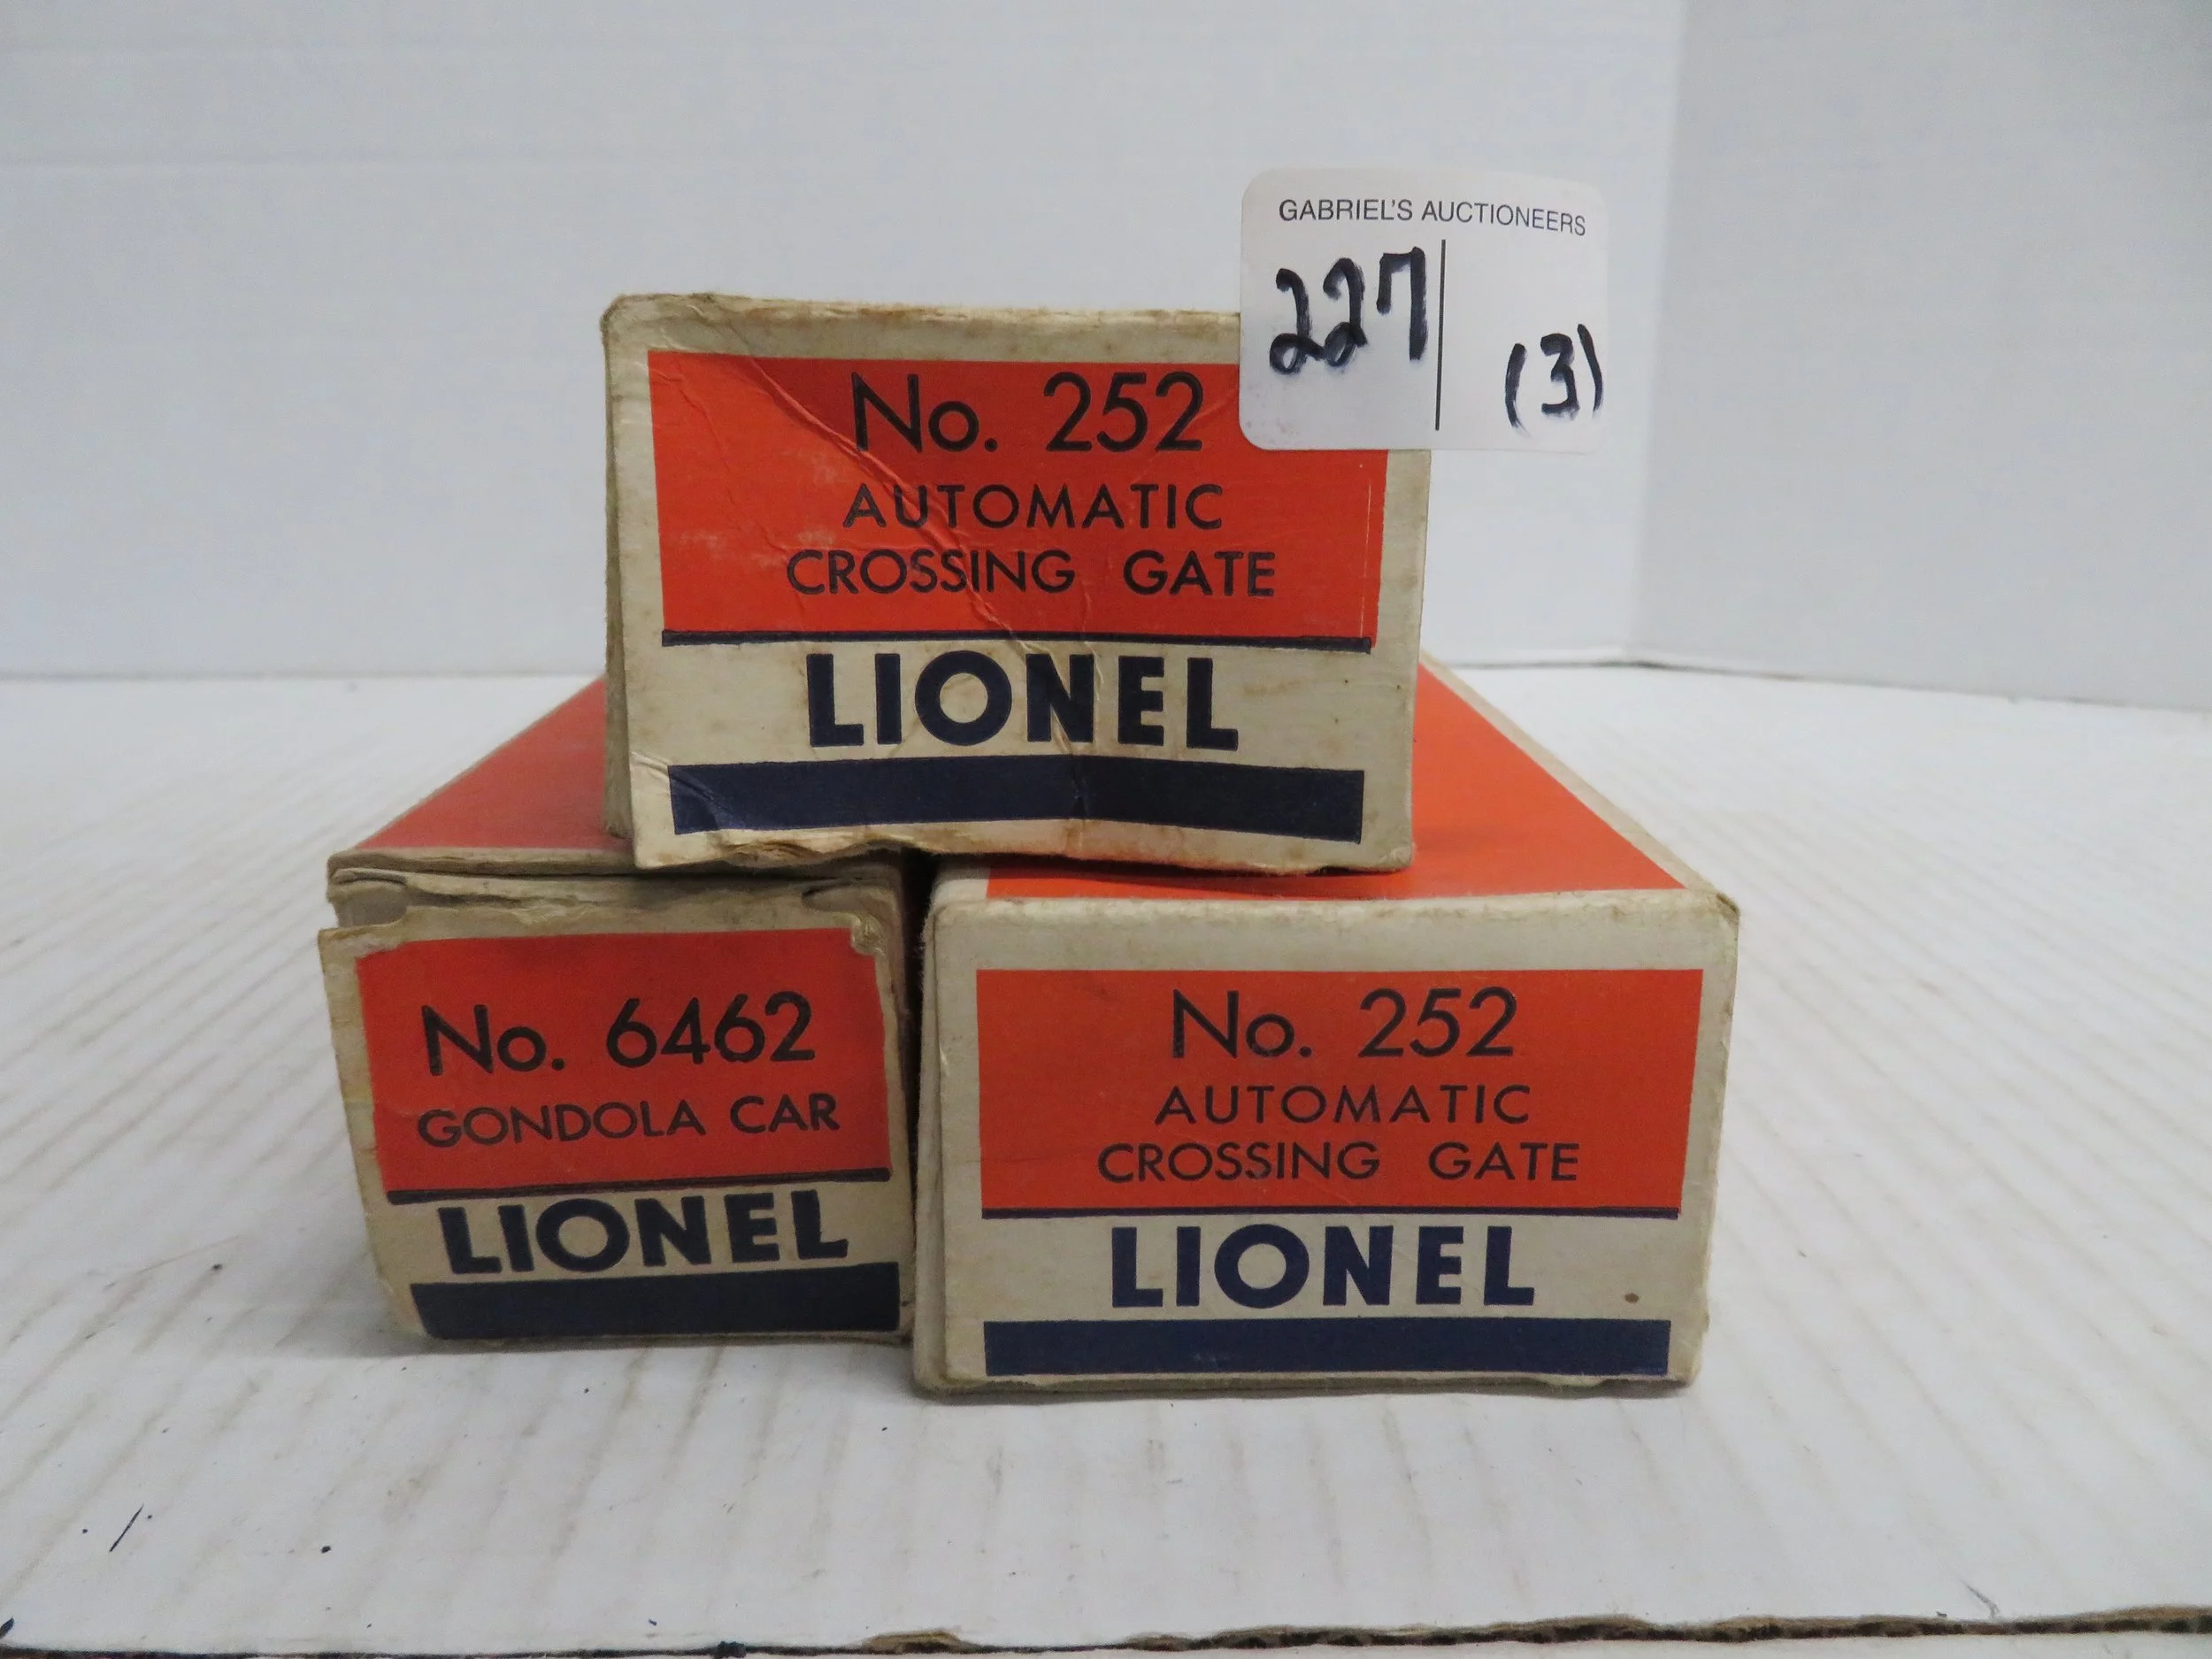 GABRIEL'S AUCTIONEERS
227 (3)
No. 252
AUTOMATIC
CROSSING GATE
LIONEL
No. 6462
GONDOLA CAR
LIONEL
No. 252
AUTOMATIC
CROSSING GATE
LIONEL